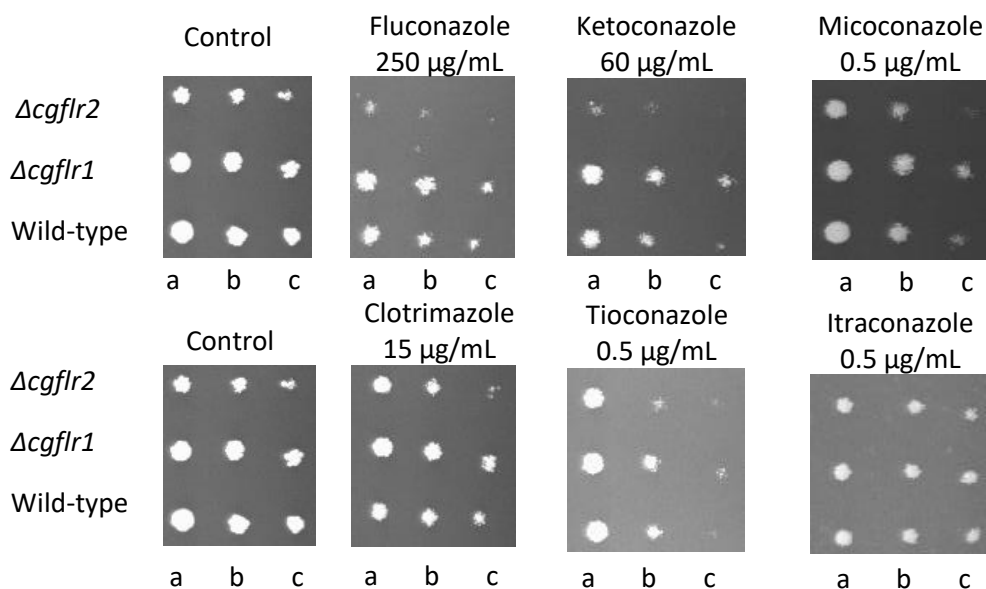 Control
Fluconazole
250 µg/mL
Ketoconazole
60 µg/mL
Micoconazole
0.5 µg/mL
Δcgflr2
Δcgflr1
Wild-type
a b c
a b c
a b c
a b c
Control
Clotrimazole
15 µg/mL
Tioconazole
0.5 µg/mL
Itraconazole
0.5 µg/mL
Δcgflr2
Δcgflr1
Wild-type
a b c
a b c
a b c
a b c